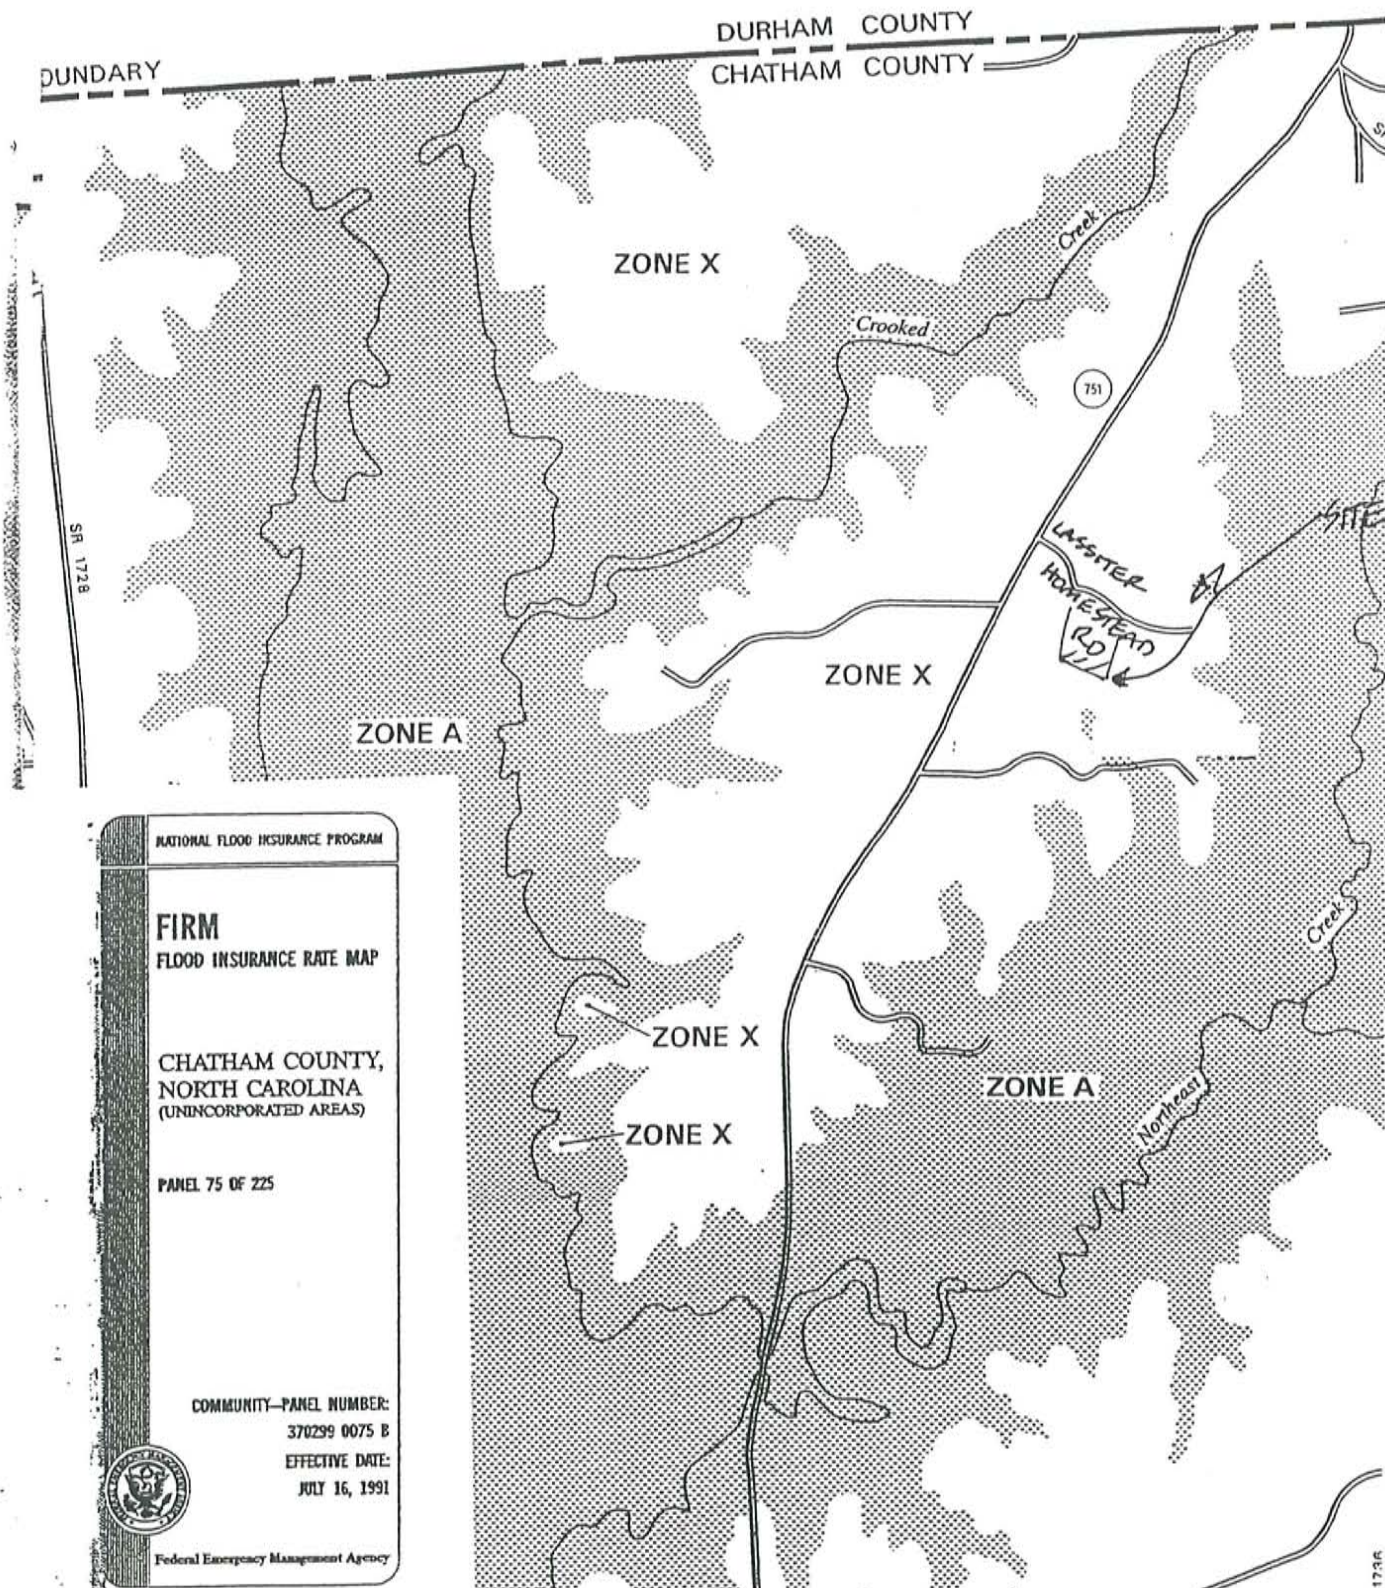 DURHAM COUNTY
OUNDARY
CHATHAM COUNTY
ZONE X
Creek
Crooked
751
SITE
LASSITER
HOMESTEAD
RD
SR 1728
ZONE X
ZONE A
NATIONAL FLOOD INSURANCE PROGRAM
FIRM
FLOOD INSURANCE RATE MAP
CHATHAM COUNTY,
NORTH CAROLINA
(UNINCORPORATED AREAS)
PANEL 75 OF 225
COMMUNITY—PANEL NUMBER:
370299 0075 B
EFFECTIVE DATE:
JULY 16, 1991
Federal Emergency Management Agency
Creek
ZONE X
ZONE A
Northeast
ZONE X
1736